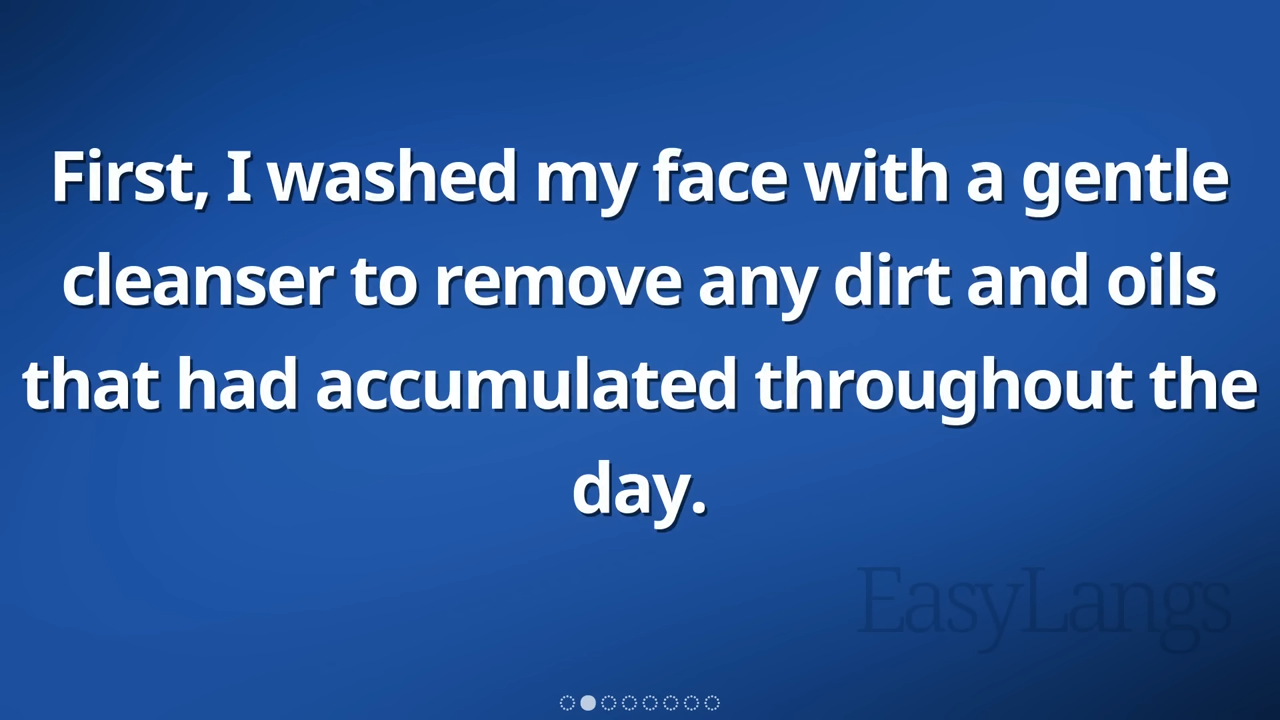 First, I washed my face with a gentle
cleanser to remove any dirt and oils
that had accumulated throughout the
day.
EasyLangs